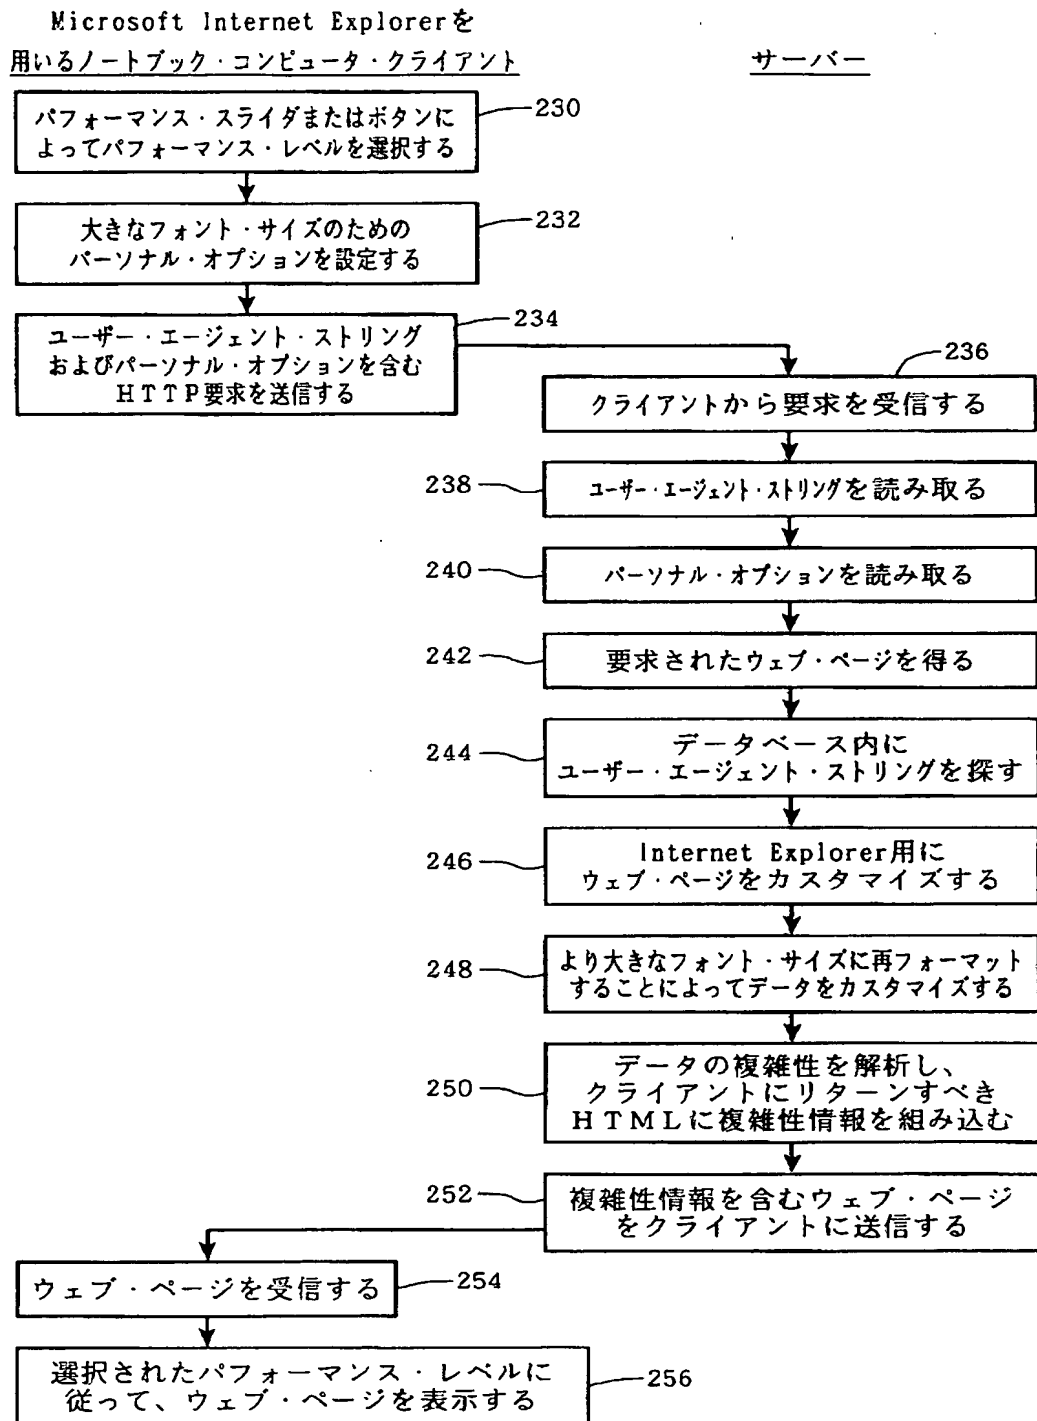 Microsoft Internet Explorerを
用いるノートブック・コンピュータ・クライアント
サーバー
パフォーマンス・スライダまたはボタンに
よってパフォーマンス・レベルを選択する
230
大きなフォント・サイズのための
パーソナル・オプションを設定する
232
ユーザー・エージェント・ストリング
およびパーソナル・オプションを含む
HTTP要求を送信する
234
236
クライアントから要求を受信する
238
ユーザー・エージェント・ストリングを読み取る
240
パーソナル・オプションを読み取る
242
要求されたウェブ・ページを得る
244
データベース内に
ユーザー・エージェント・ストリングを探す
246
Internet Explorer用に
ウェブ・ページをカスタマイズする
248
より大きなフォント・サイズに再フォーマット
することによってデータをカスタマイズする
250
データの複雑性を解析し、
クライアントにリターンすべき
HTMLに複雑性情報を組み込む
252
複雑性情報を含むウェブ・ページ
をクライアントに送信する
ウェブ・ページを受信する
254
選択されたパフォーマンス・レベルに
従って、ウェブ・ページを表示する
256